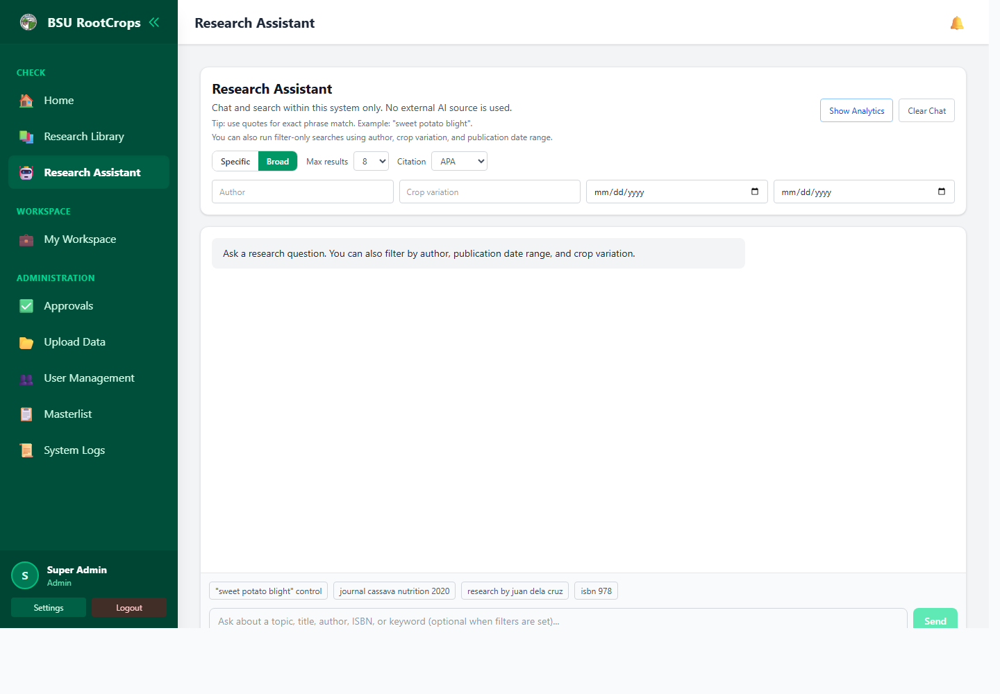 BSU RootCrops
Research Assistant
CHECK
Home
Research Library
Research Assistant
WORKSPACE
My Workspace
ADMINISTRATION
Approvals
Upload Data
User Management
Masterlist
System Logs
S
Super Admin
Admin
Settings
Logout
Research Assistant
Chat and search within this system only. No external AI source is used.
Tip: use quotes for exact phrase match. Example: "sweet potato blight".
You can also run filter-only searches using author, crop variation, and publication date range.
Show Analytics
Clear Chat
Specific
Broad
Max results
8
Citation
APA
Author
Crop variation
mm/dd/yyyy
mm/dd/yyyy
Ask a research question. You can also filter by author, publication date range, and crop variation.
"sweet potato blight" control
journal cassava nutrition 2020
research by juan dela cruz
isbn 978
Ask about a topic, title, author, ISBN, or keyword (optional when filters are set)...
Send